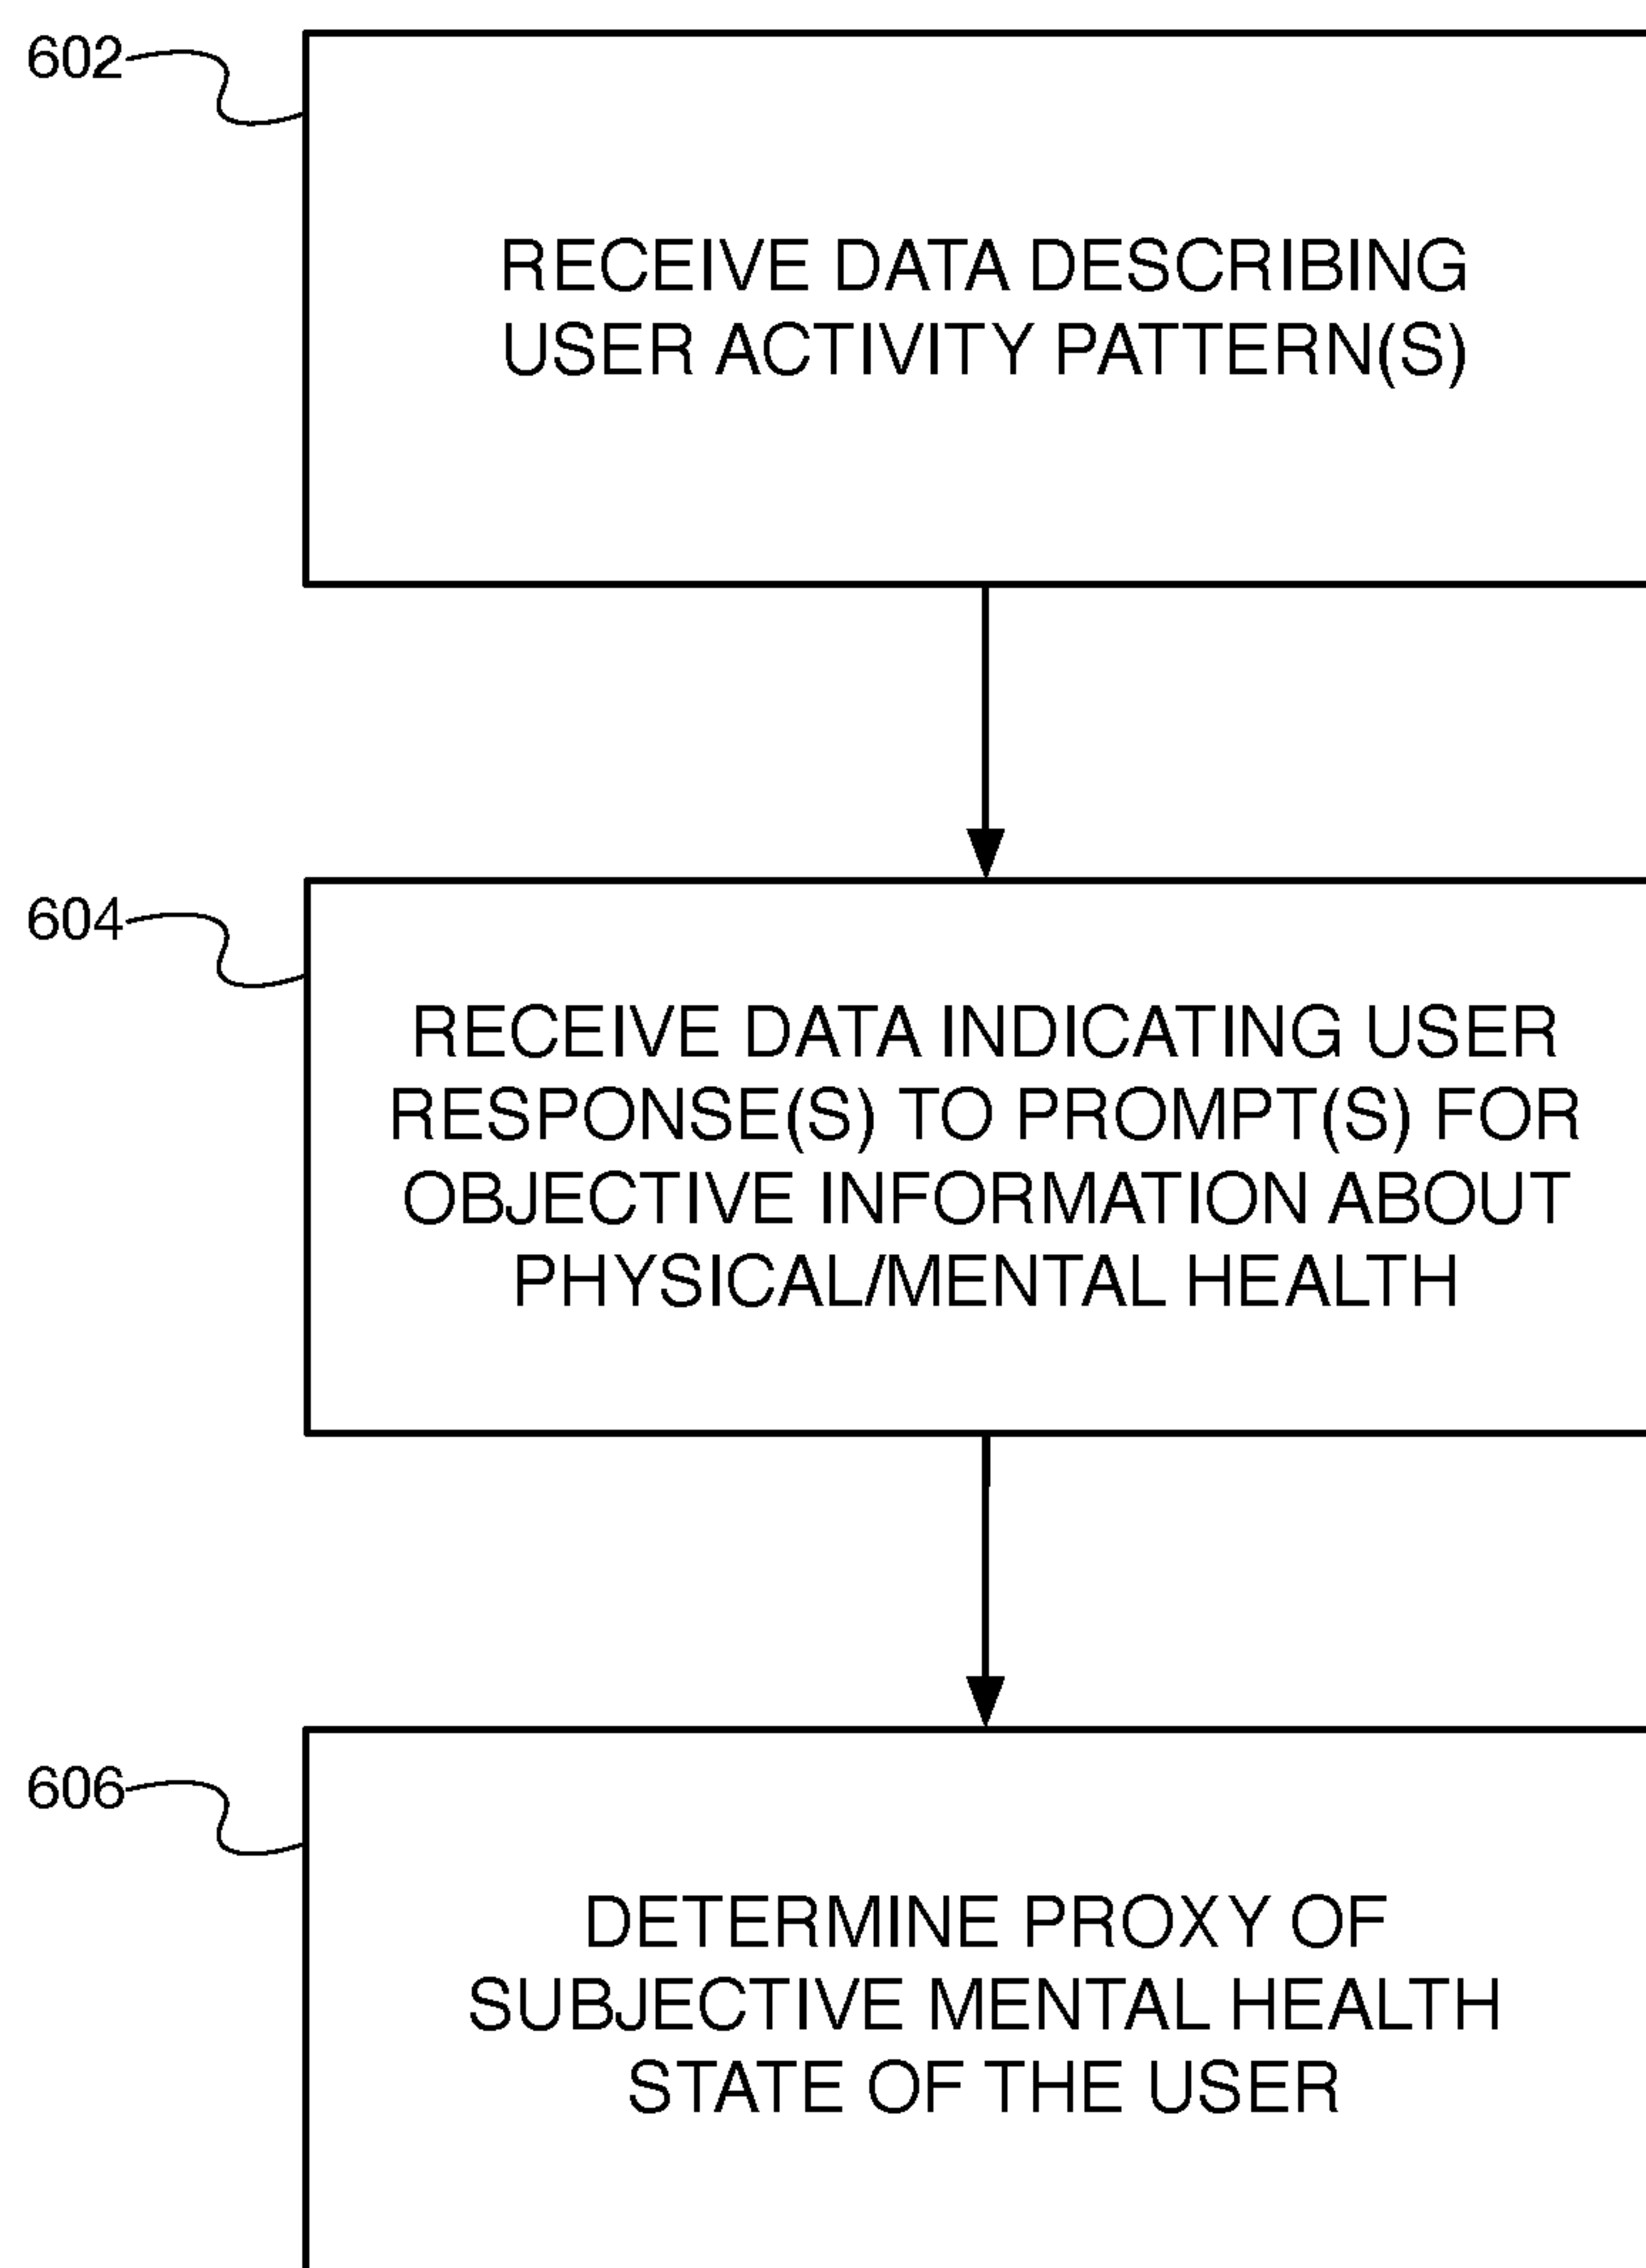 602
RECEIVE DATA DESCRIBING
USER ACTIVITY PATTERN(S)
604
RECEIVE DATA INDICATING USER
RESPONSE(S) TO PROMPT(S) FOR
OBJECTIVE INFORMATION ABOUT
PHYSICAL/MENTAL HEALTH
606
DETERMINE PROXY OF
SUBJECTIVE MENTAL HEALTH
STATE OF THE USER